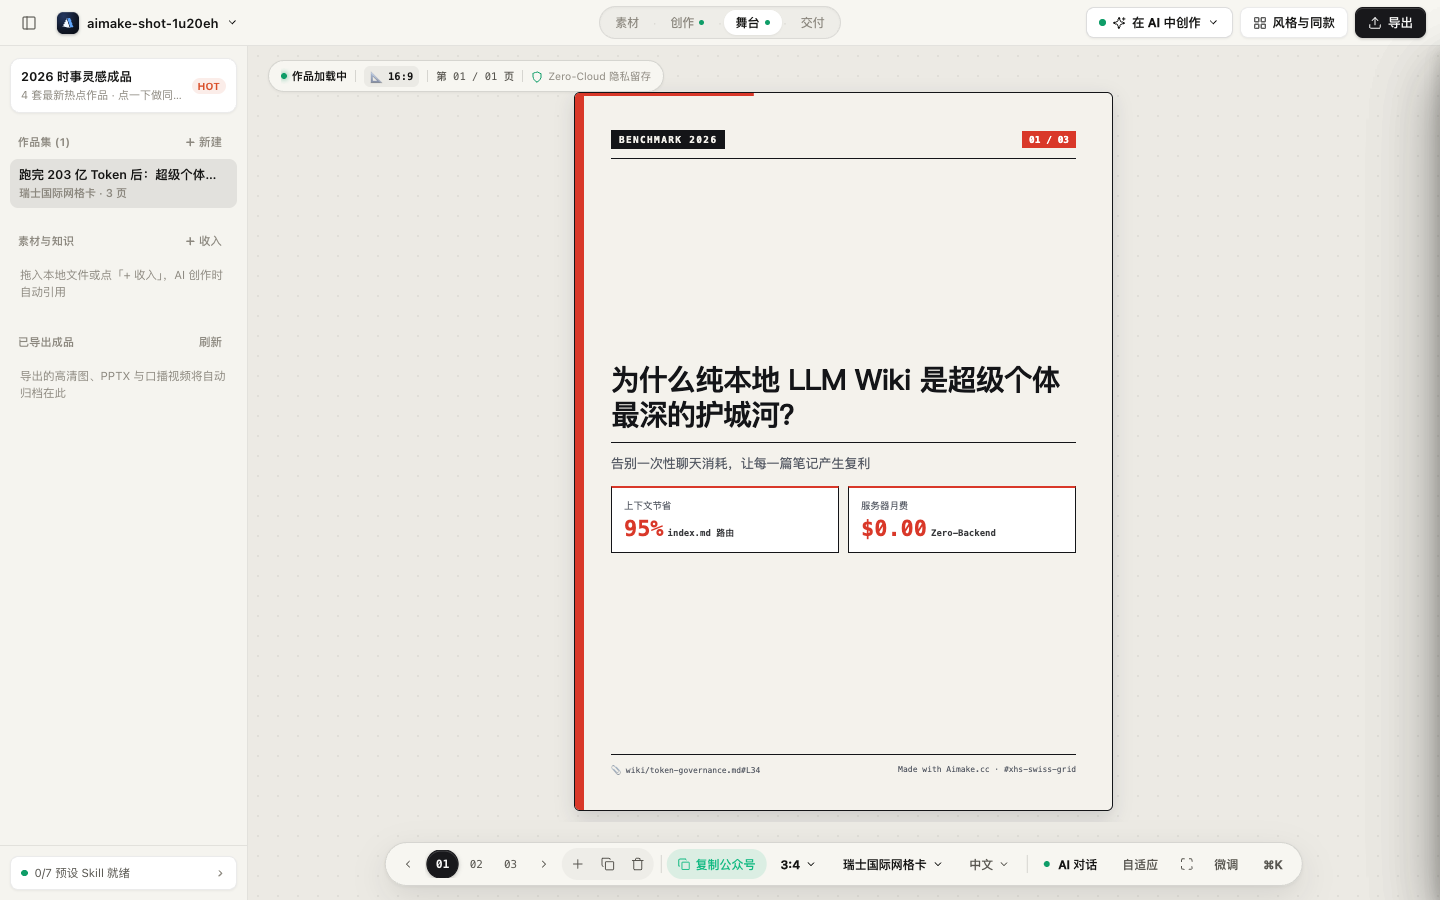 aimake-shot-1u20eh
素材
创作
舞台
交付
在 AI 中创作
风格与同款
导出
2026 时事灵感成品
4 套最新热点作品 · 点一下做同...
HOT
作品集 (1)
+ 新建
跑完 203 亿 Token 后：超级个体...
瑞士国际网格卡 · 3 页
素材与知识
+ 收入
拖入本地文件或点「+ 收入」，AI 创作时
自动引用
已导出成品
刷新
导出的高清图、PPTX 与口播视频将自动
归档在此
0/7 预设 Skill 就绪
作品加载中
16:9
第 01 / 01 页
Zero-Cloud 隐私留存
BENCHMARK 2026
01 / 03
为什么纯本地 LLM Wiki 是超级个体
最深的护城河?
告别一次性聊天消耗，让每一篇笔记产生复利
上下文节省
95% index.md 路由
服务器月费
$0.00 Zero-Backend
wiki/token-governance.md#L34
Made with Aimake.cc · #xhs-swiss-grid
01
02
03
复制公众号
3:4
瑞士国际网格卡
中文
AI 对话
自适应
微调
⌘K